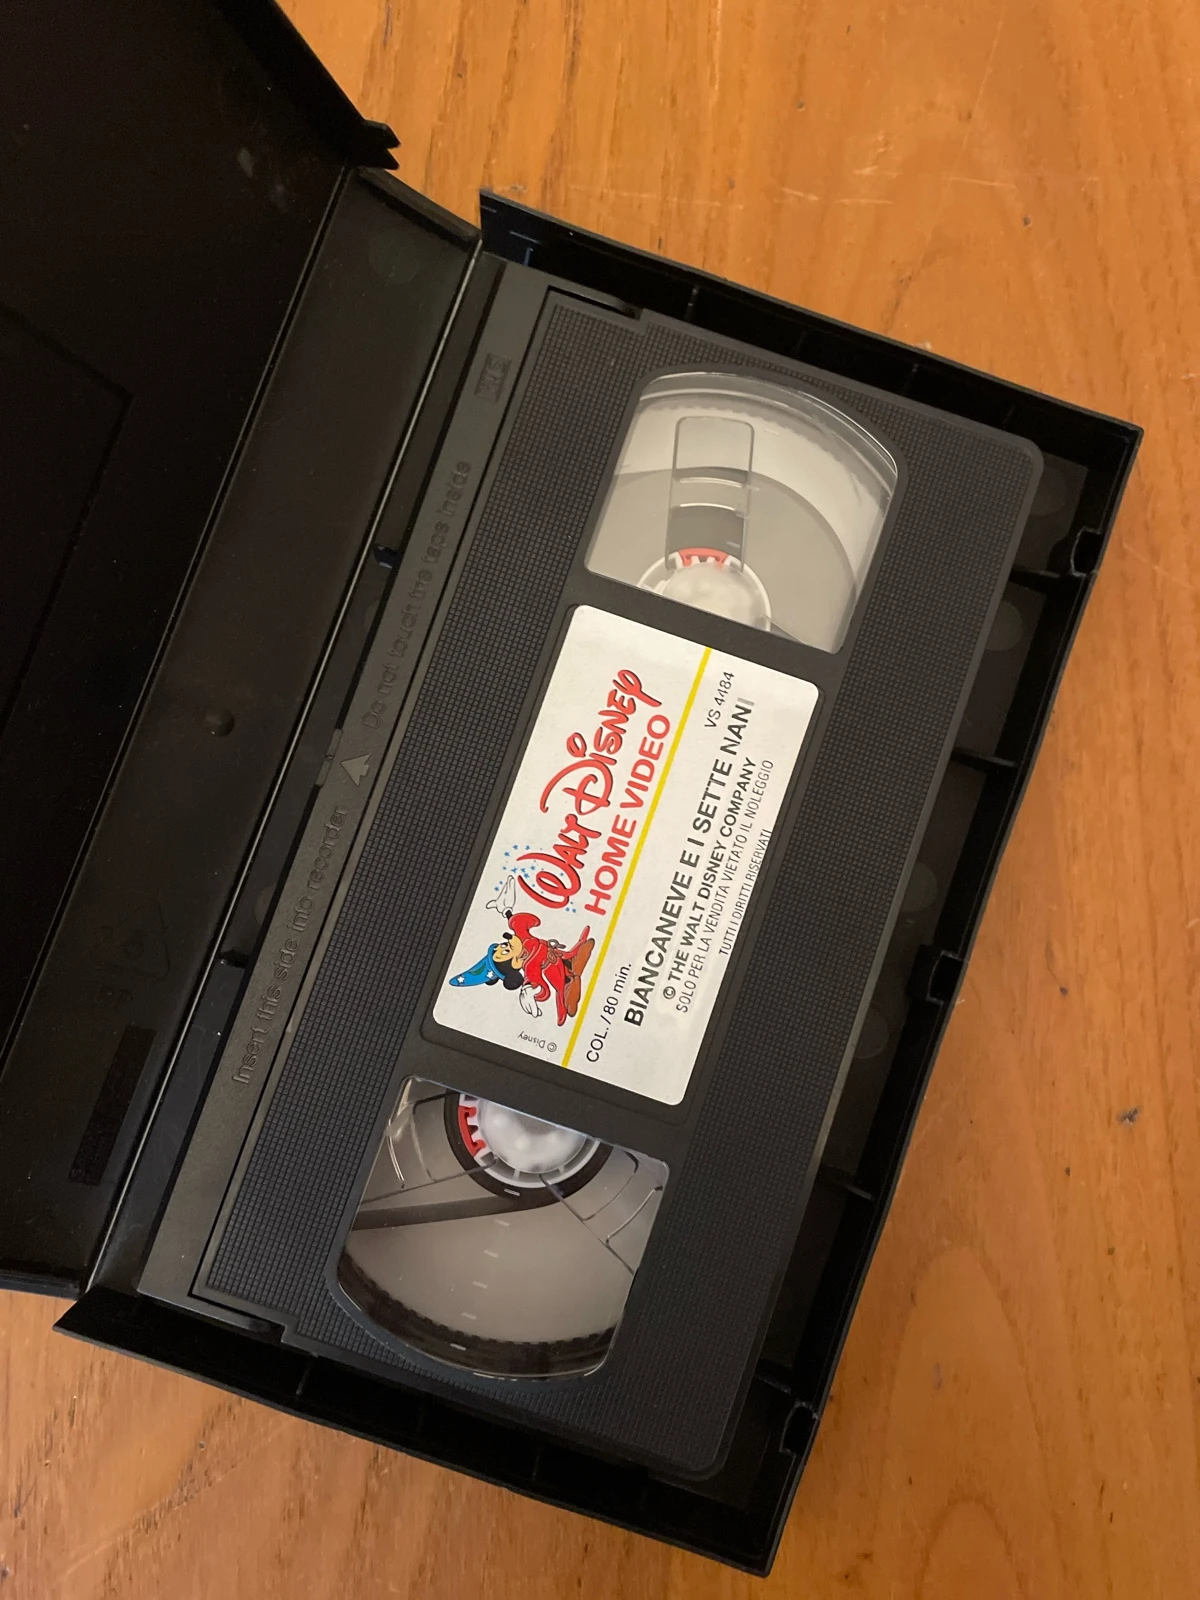 VHS
Insert this side into recorder
Do not touch the tape inside
WALT DISNEY
HOME VIDEO
© Disney
COL./80 min.
VS 4484
BIANCANEVE E I SETTE NANI
© THE WALT DISNEY COMPANY
SOLO PER LA VENDITA VIETATO IL NOLEGGIO
TUTTI I DIRITTI RISERVATI